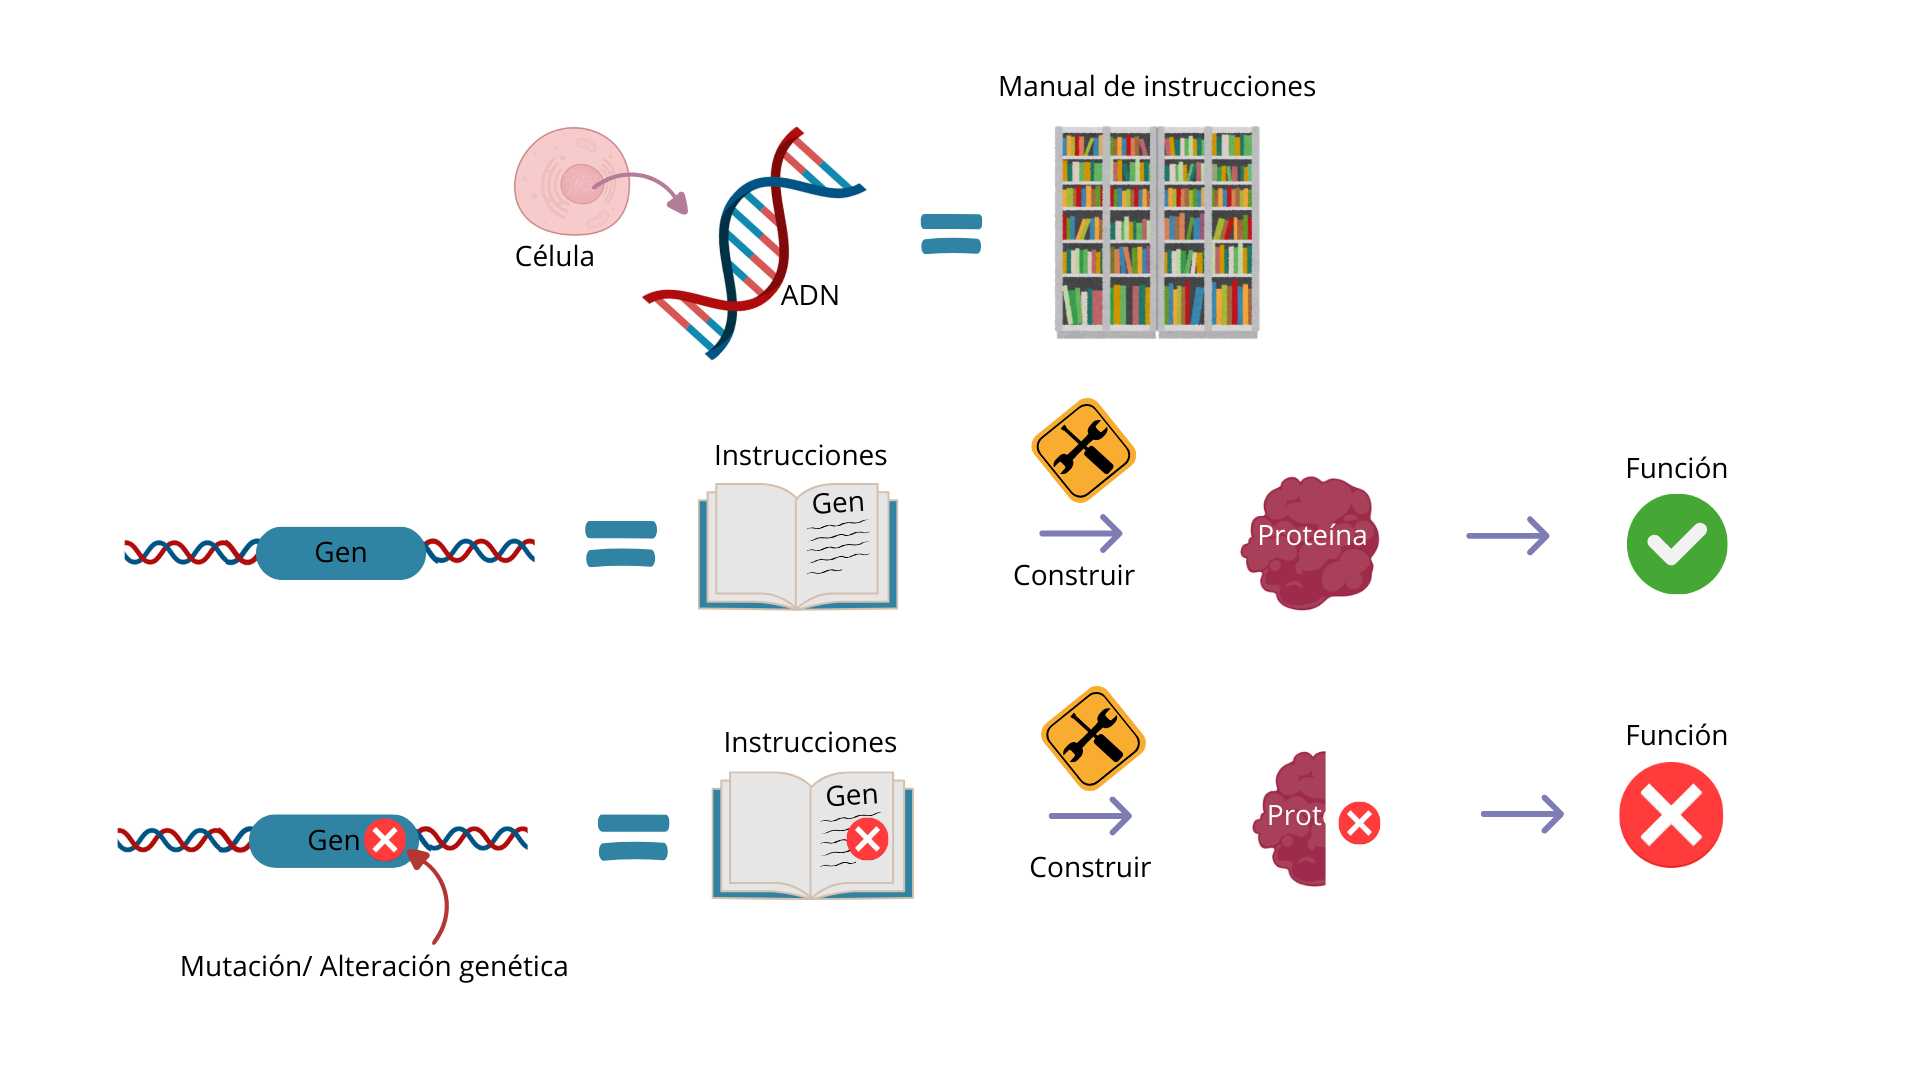 Manual de instrucciones
Célula
ADN
Instrucciones
Gen
Gen
Construir
Proteína
Función
Instrucciones
Gen
Gen
Construir
Prote
Función
Mutación/ Alteración genética